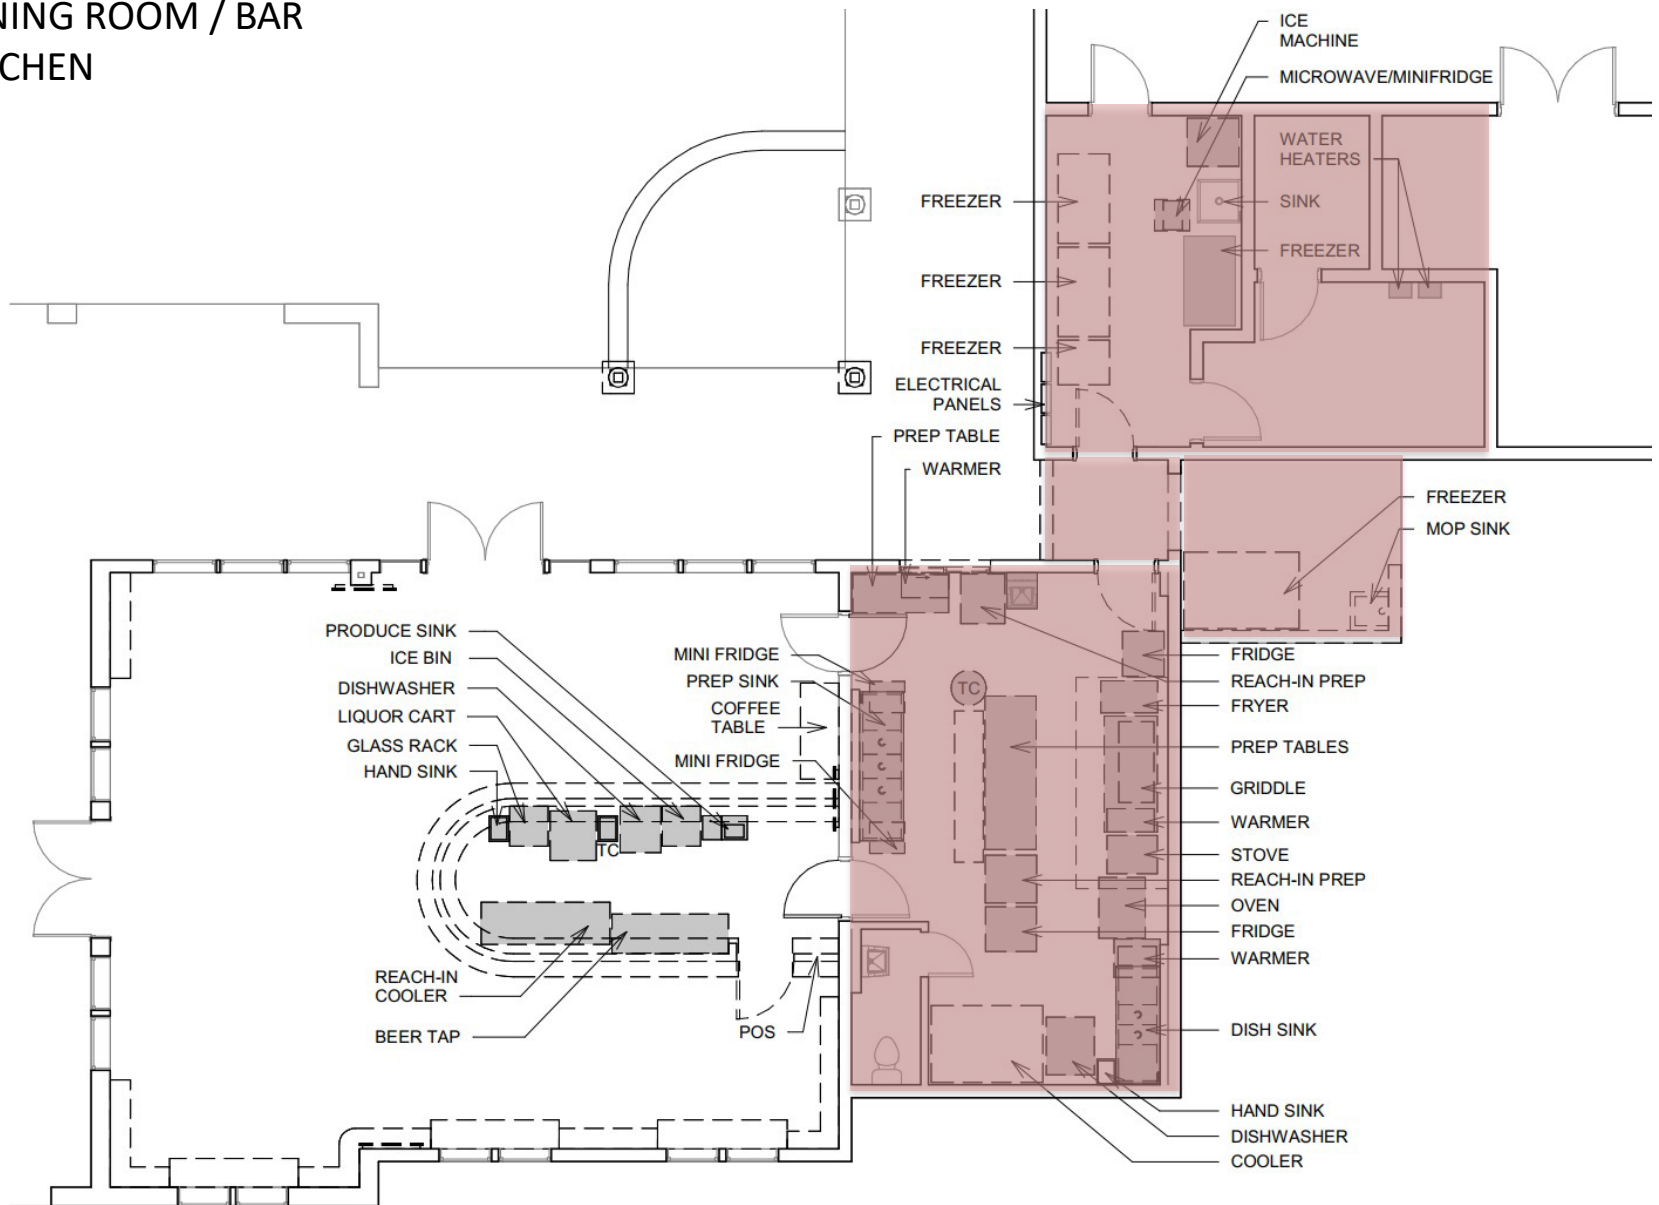 NING ROOM / BAR
CHEN
ICE
MACHINE
MICROWAVE/MINIFRIDGE
WATER
HEATERS
FREEZER
SINK
FREEZER
FREEZER
FREEZER
ELECTRICAL
PANELS
PREP TABLE
WARMER
FREEZER
MOP SINK
PRODUCE SINK
ICE BIN
DISHWASHER
LIQUOR CART
GLASS RACK
HAND SINK
MINI FRIDGE
PREP SINK
COFFEE
TABLE
MINI FRIDGE
TC
TC
FRIDGE
REACH-IN PREP
FRYER
PREP TABLES
GRIDDLE
WARMER
STOVE
REACH-IN PREP
OVEN
FRIDGE
WARMER
REACH-IN
COOLER
BEER TAP
POS
DISH SINK
HAND SINK
DISHWASHER
COOLER